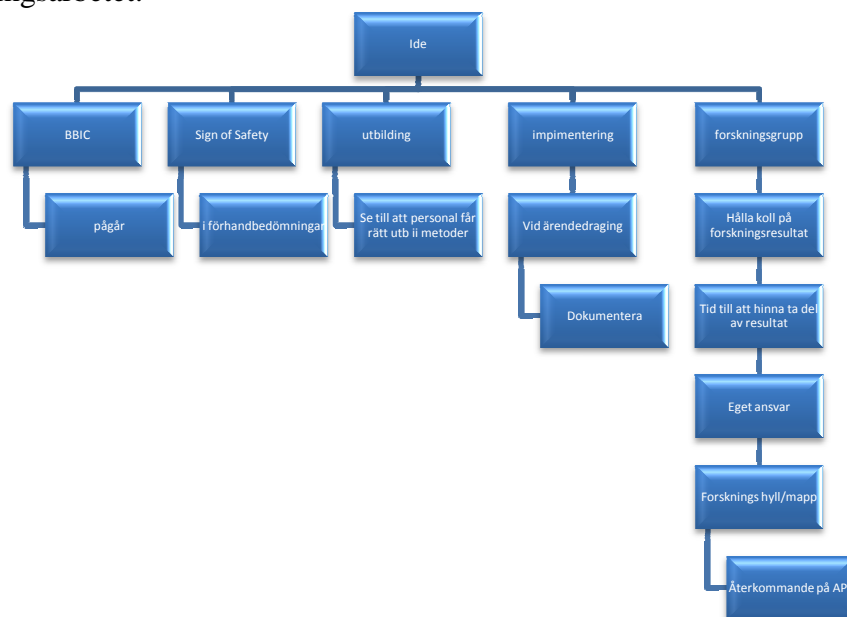 Ide
BBIC
Sign of Safety
utbilding
impimentering
forskningsgrupp
pågår
i förhandbedömningar
Se till att personal får
rätt utb ii metoder
Vid ärendedraging
Hålla koll på
forskningsresultat
Dokumentera
Tid till att hinna ta del
av resultat
Eget ansvar
Forsknings hyll/mapp
Återkommande på AP